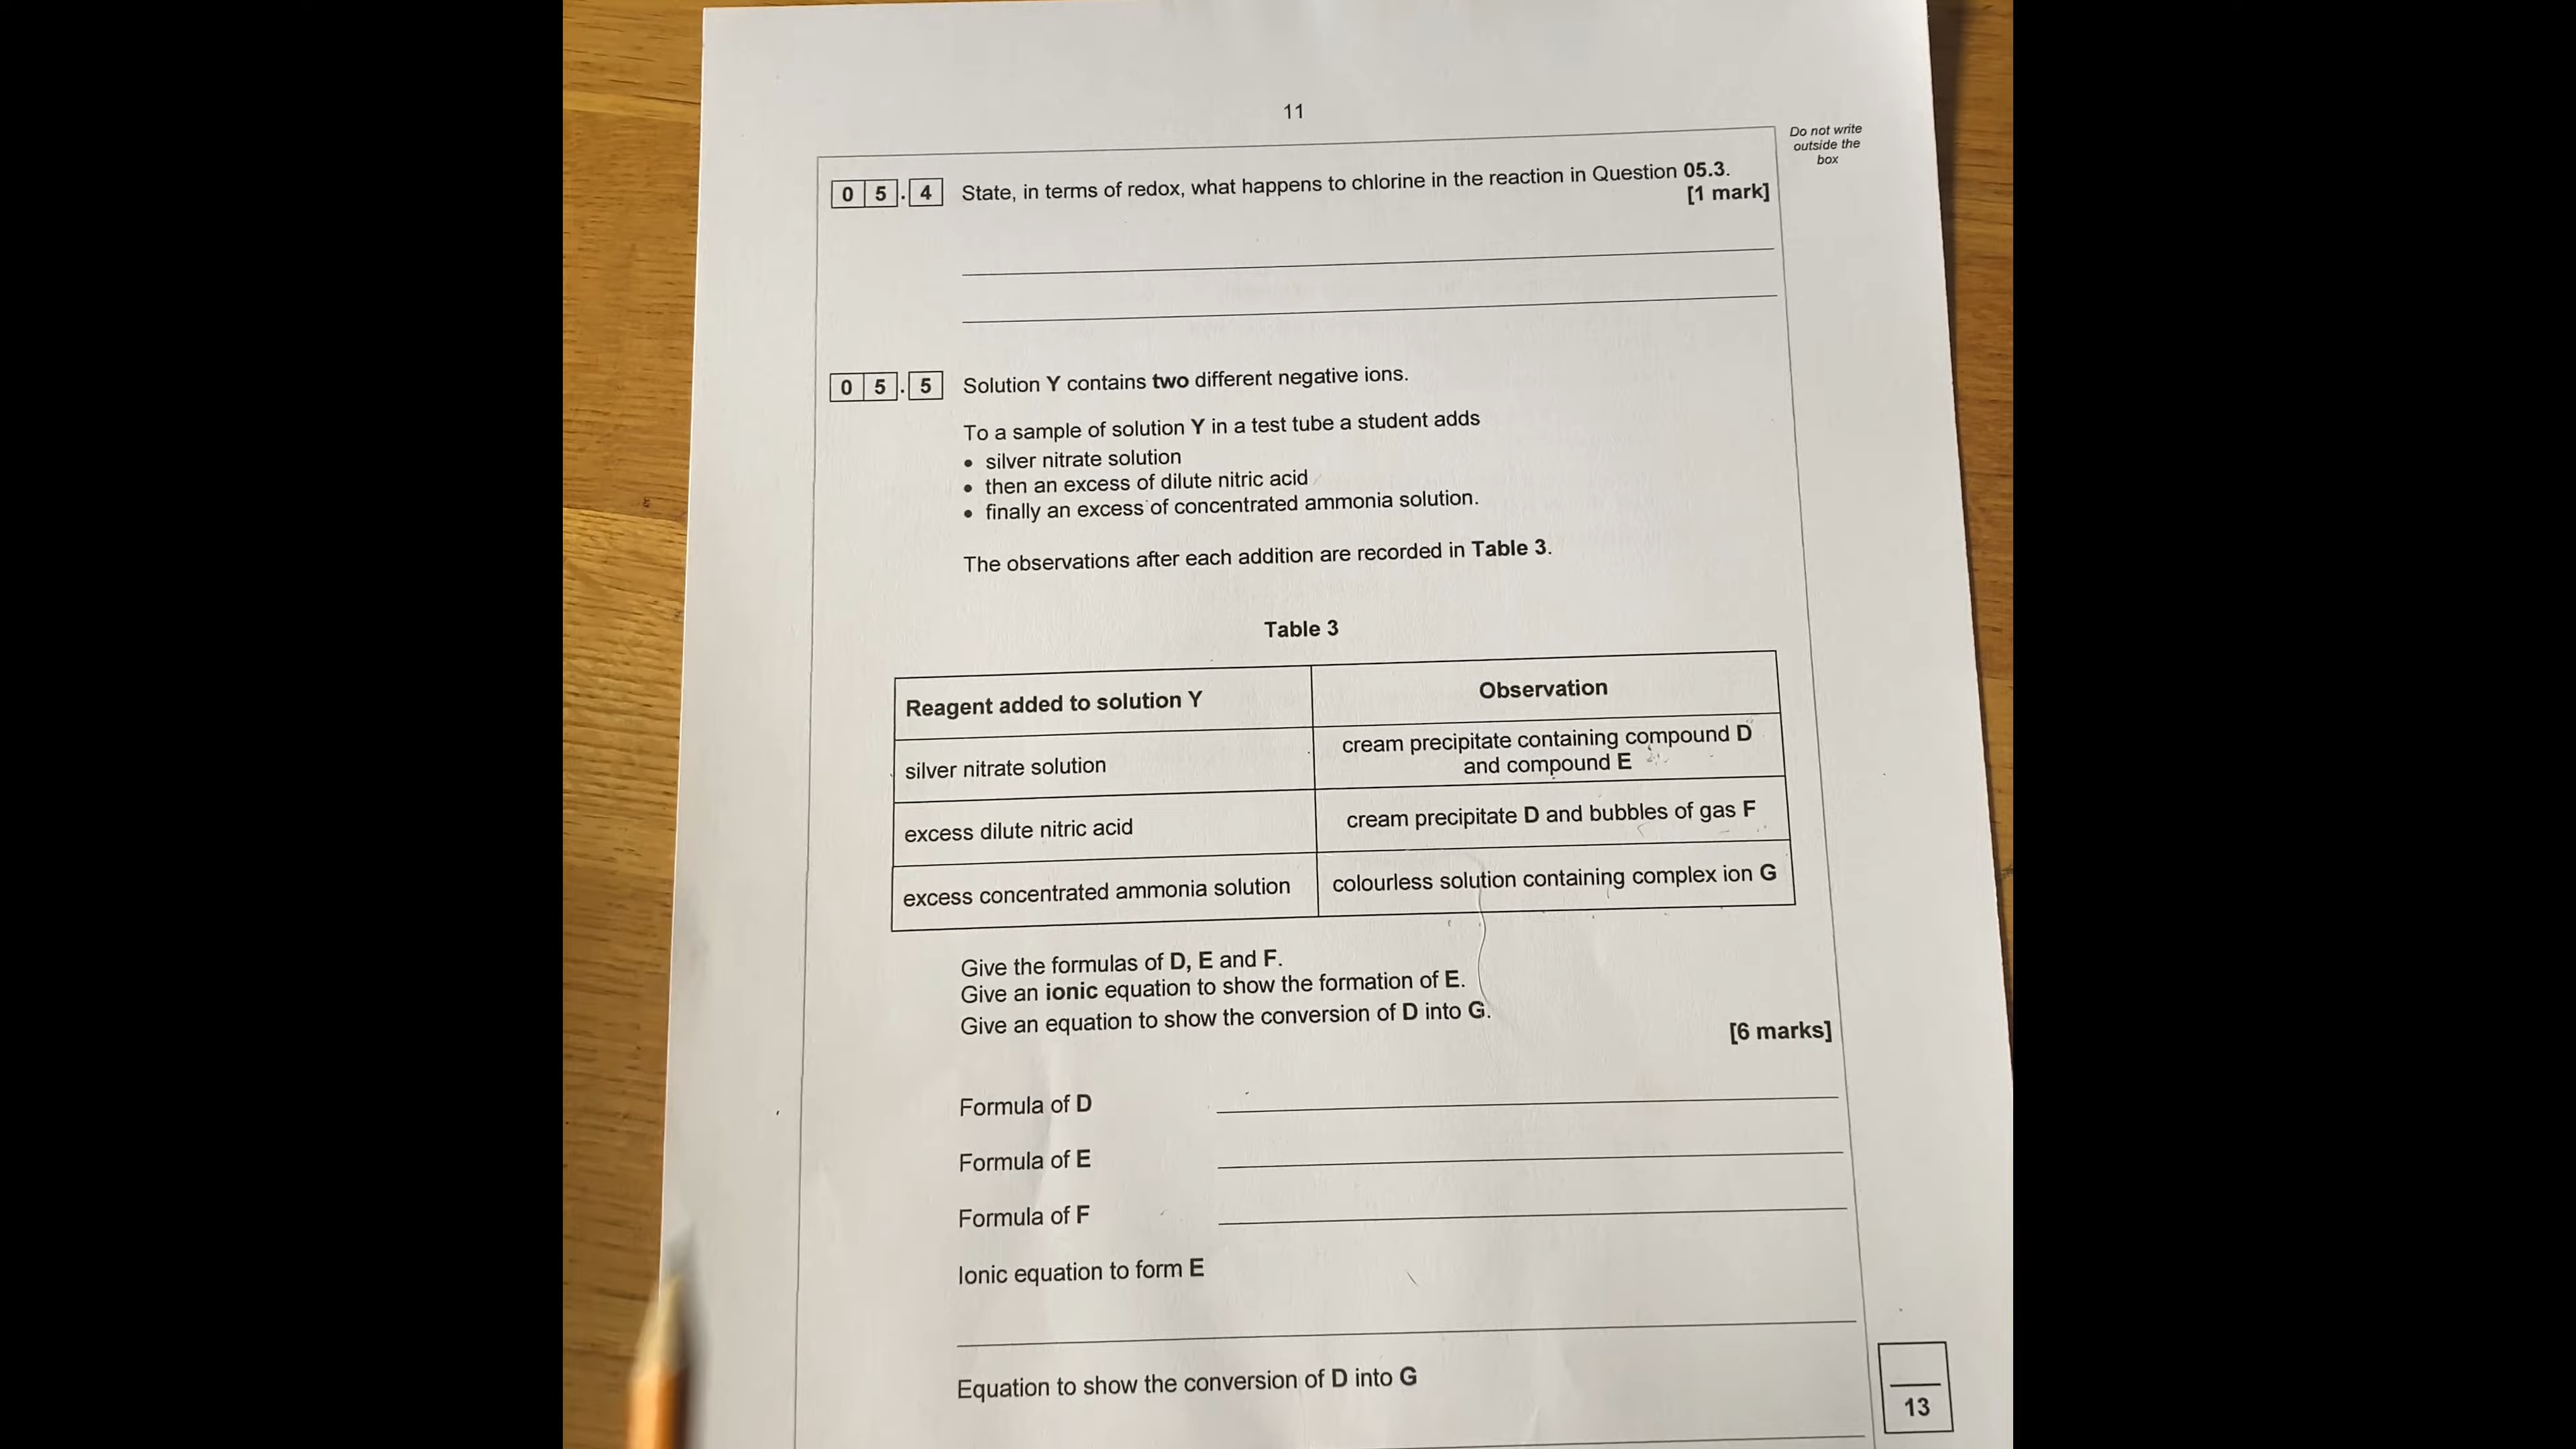 11
Do not write
outside the
box
0 5 . 4 State, in terms of redox, what happens to chlorine in the reaction in Question 05.3.
[1 mark]
0 5 . 5 Solution Y contains two different negative ions.
To a sample of solution Y in a test tube a student adds
• silver nitrate solution
• then an excess of dilute nitric acid
• finally an excess of concentrated ammonia solution.
The observations after each addition are recorded in Table 3.
Table 3
Reagent added to solution Y Observation
silver nitrate solution cream precipitate containing compound D
and compound E
excess dilute nitric acid cream precipitate D and bubbles of gas F
excess concentrated ammonia solution colourless solution containing complex ion G
Give the formulas of D, E and F.
Give an ionic equation to show the formation of E.
Give an equation to show the conversion of D into G.
[6 marks]
Formula of D
Formula of E
Formula of F
Ionic equation to form E
Equation to show the conversion of D into G
13